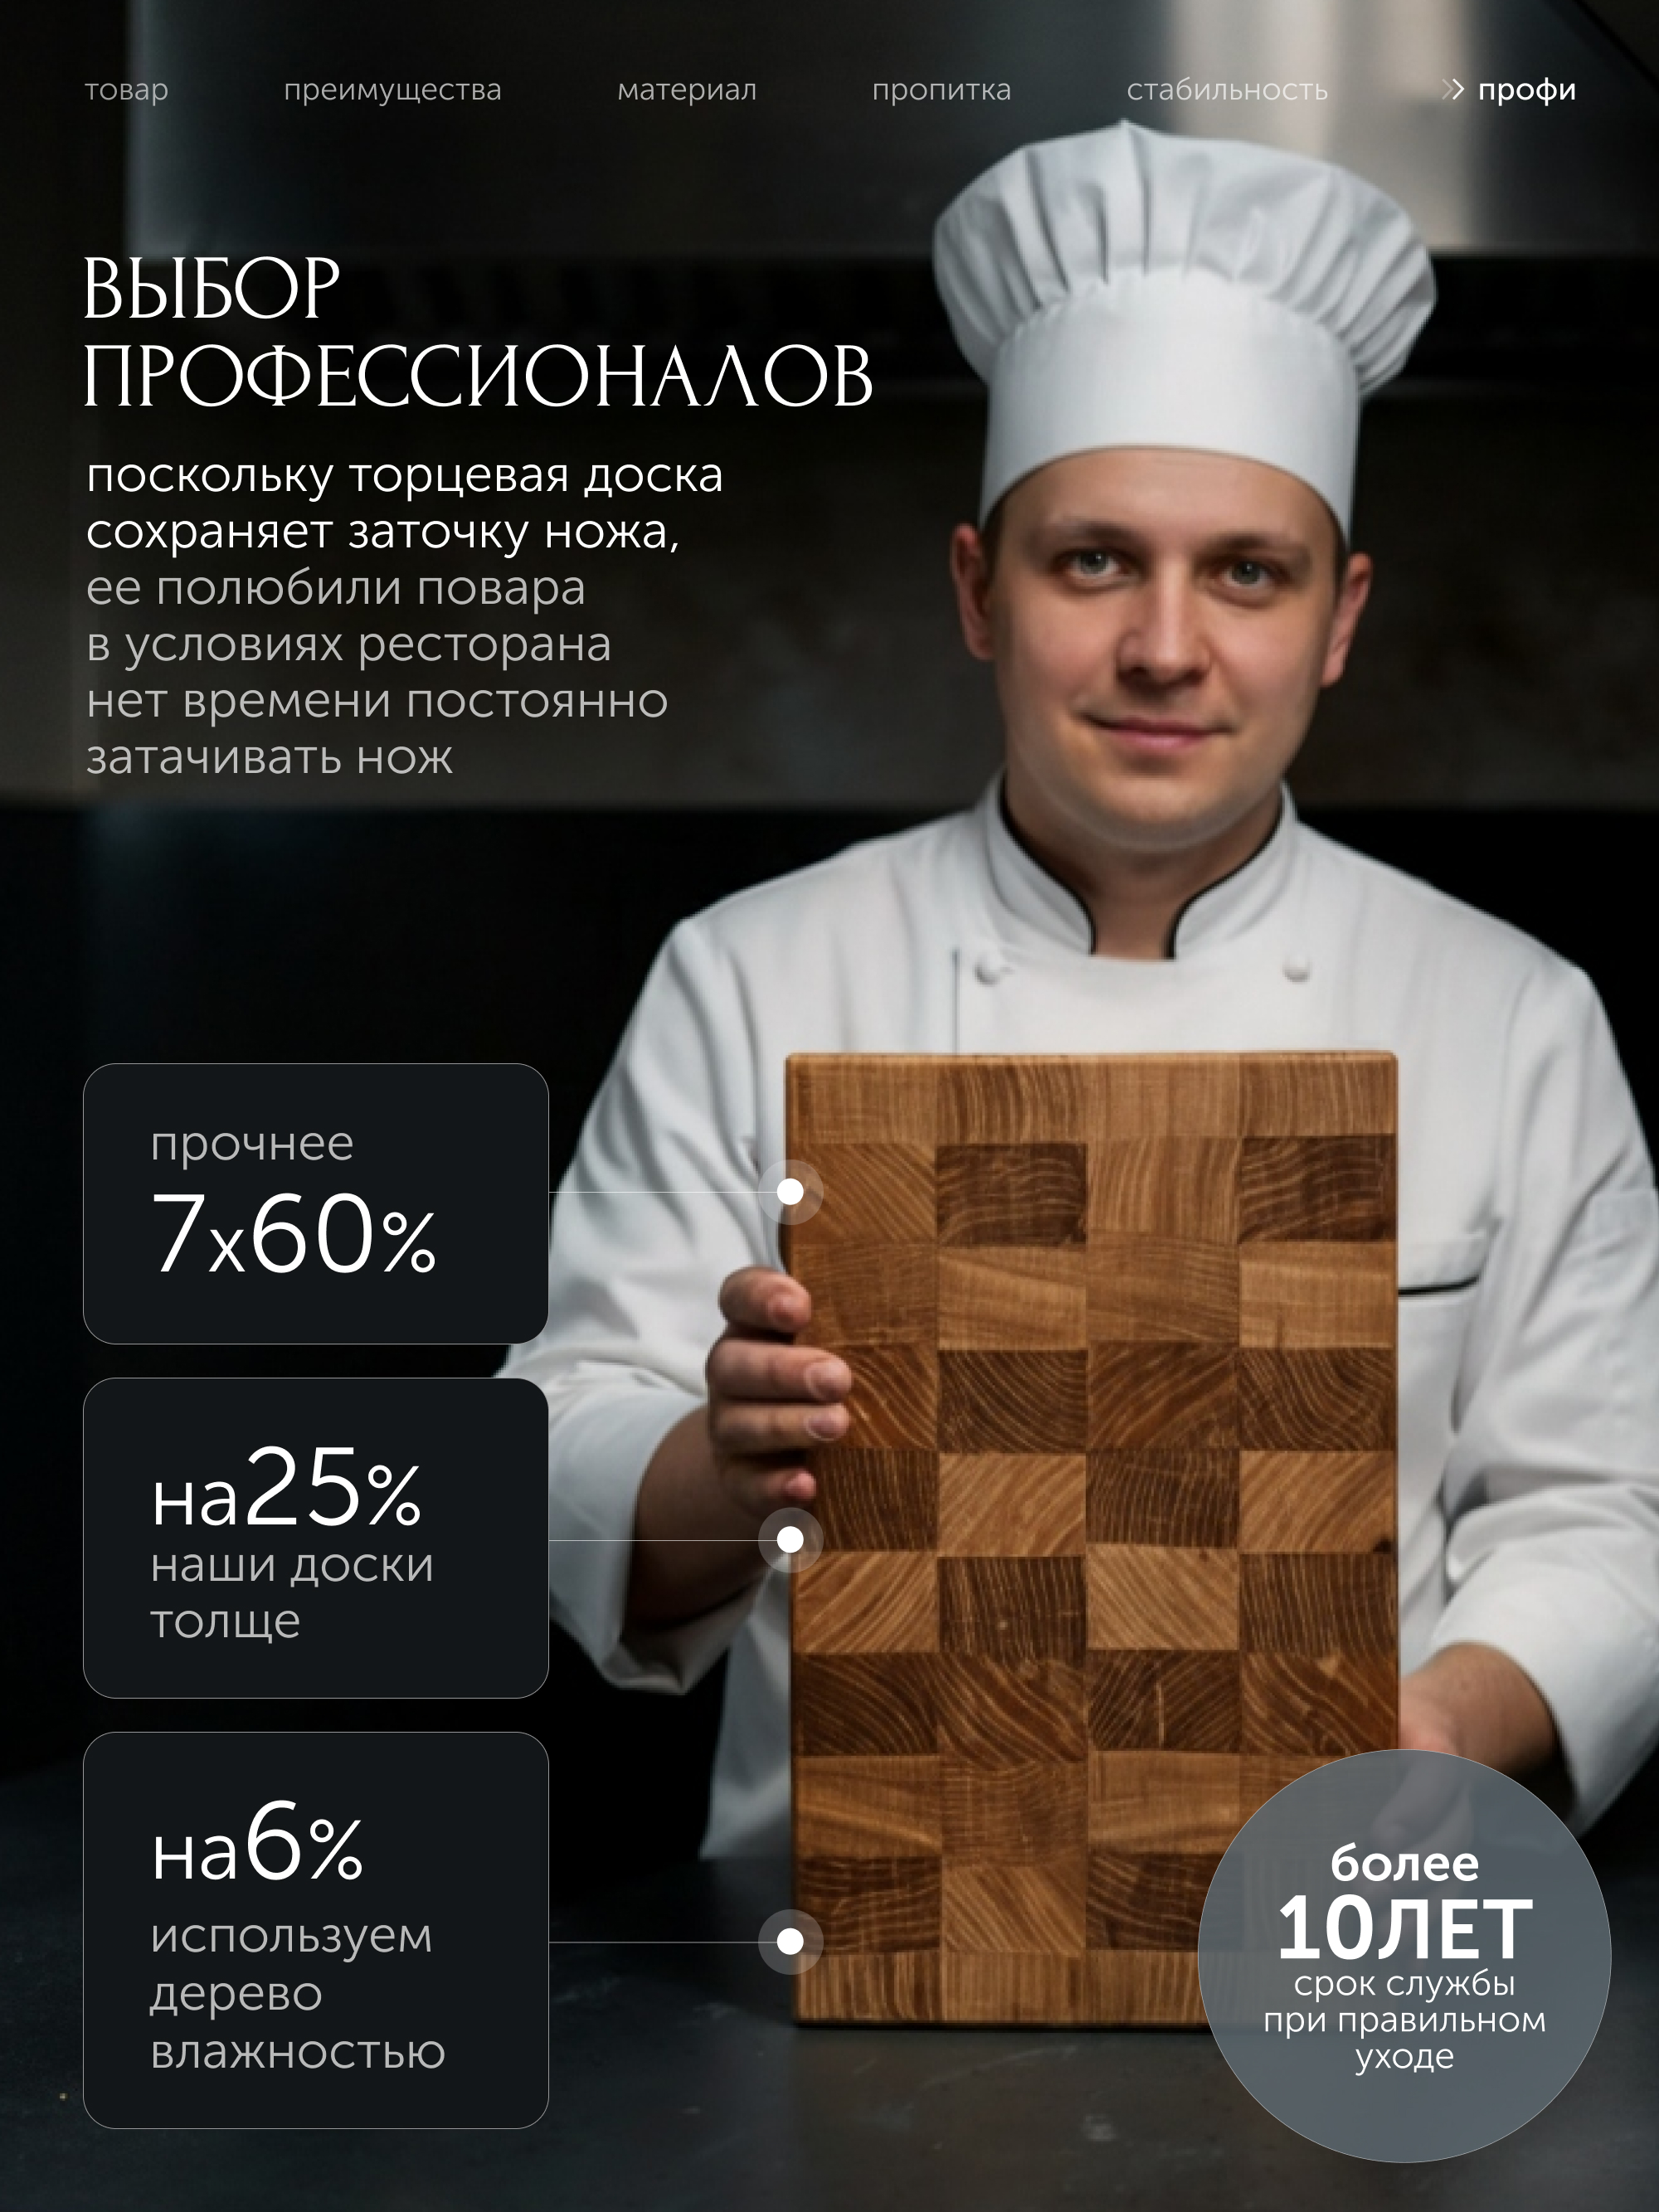 товар преимущества материал пропитка стабильность профи
ВЫБОР
ПРОФЕССИОНАЛОВ
поскольку торцевая доска
сохраняет заточку ножа,
ее полюбили повара
в условиях ресторана
нет времени постоянно
затачивать нож
прочнее
7х60%
на25%
наши доски
толще
на6%
используем
дерево
влажностью
более
10ЛЕТ
срок службы
при правильном
уходе